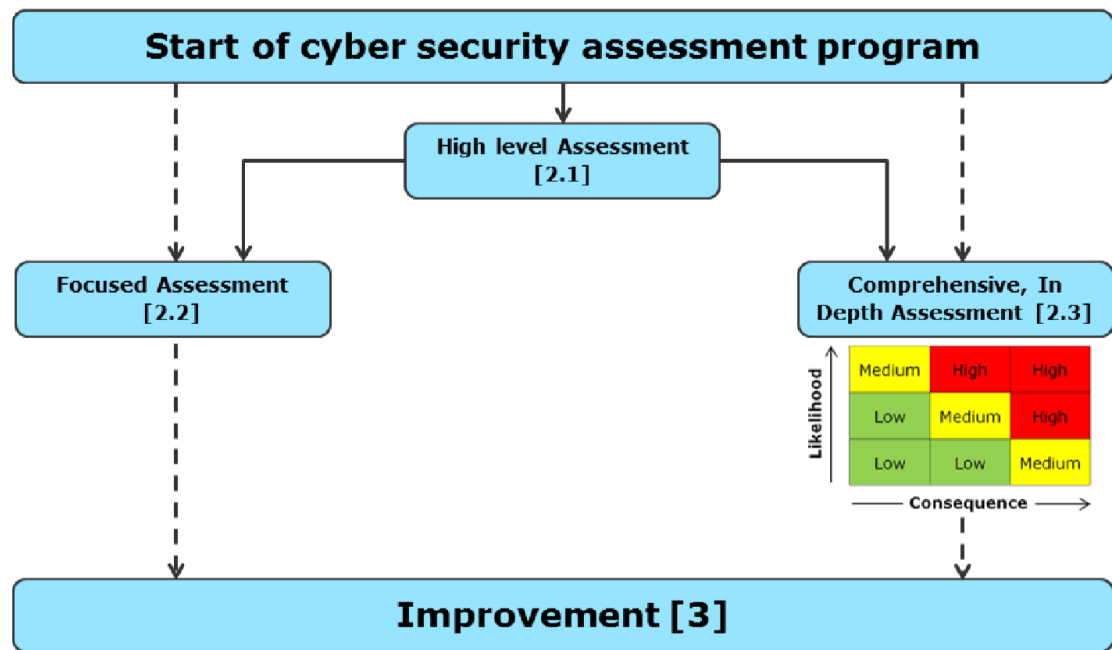 Start of cyber security assessment program
High level Assessment
[2.1]
Focused Assessment
[2.2]
Comprehensive, In
Depth Assessment [2.3]
Likelihood
Medium High High
Low Medium High
Low Low Medium
Consequence
Improvement [3]